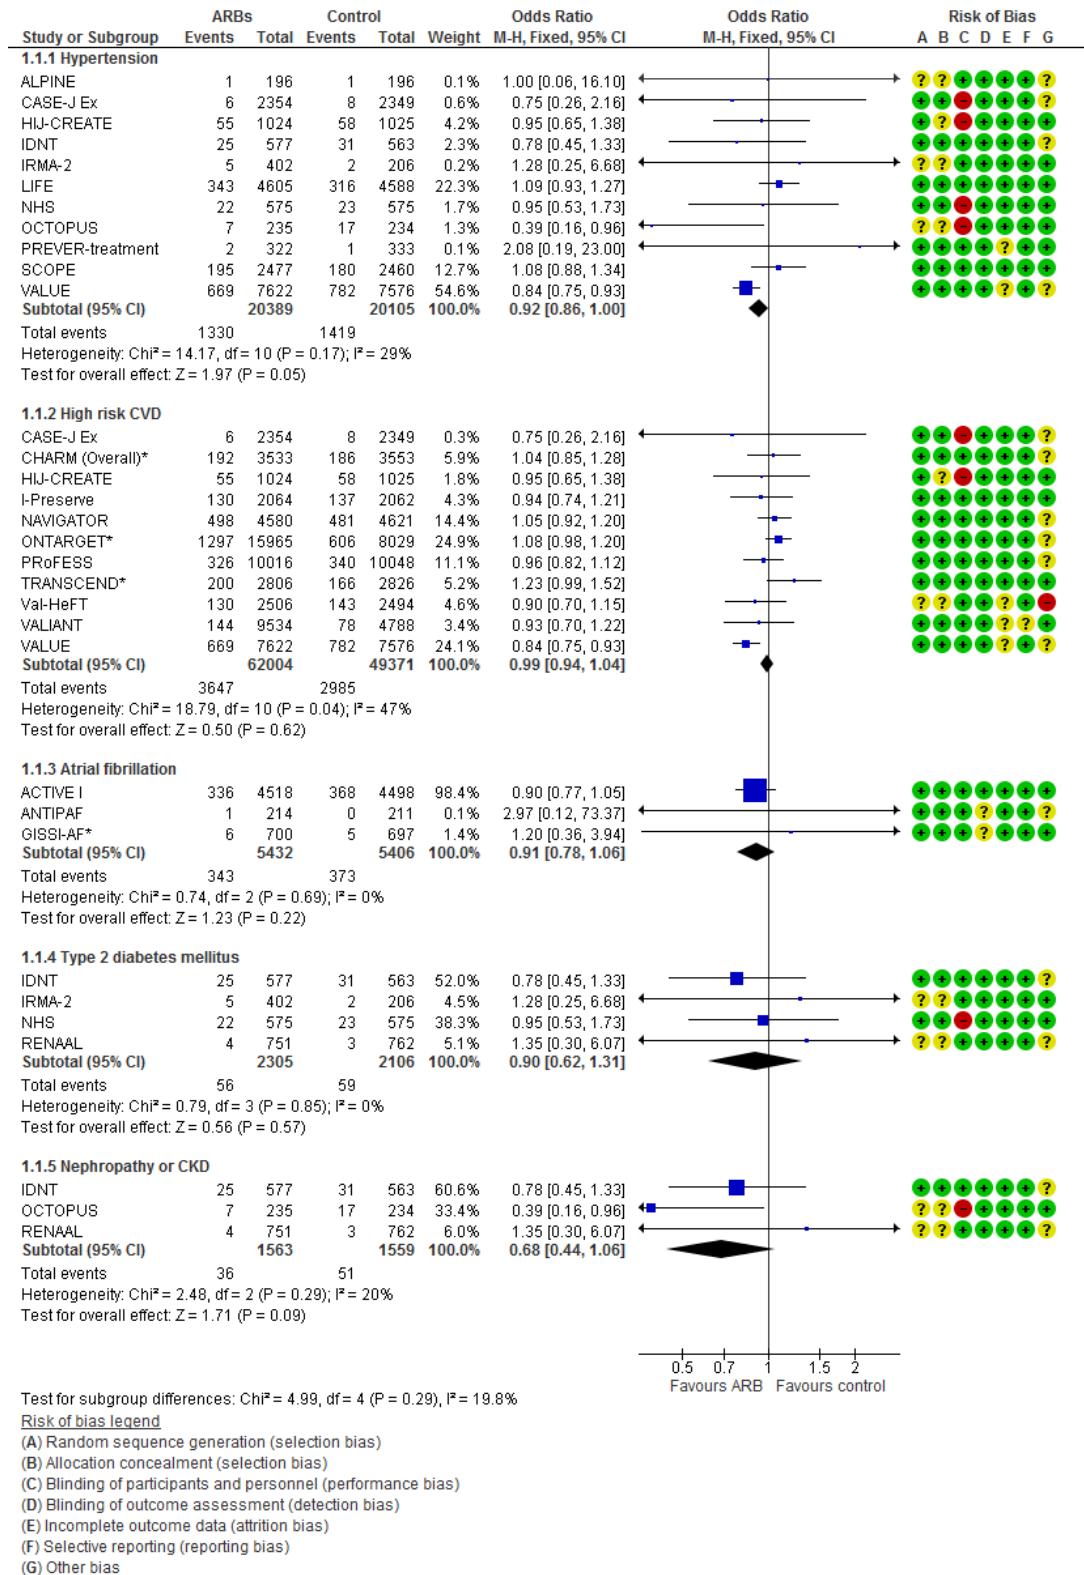 ARBs Control Odds Ratio Odds Ratio Risk of Bias
Study or Subgroup Events Total Events Total Weight M-H, Fixed, 95% CI M-H, Fixed, 95% CI A B C D E F G
1.1.1 Hypertension
ALPINE 1 196 1 196 0.1% 1.00 [0.06, 16.10] ? ? + + + + ?
CASE-J Ex 6 2354 8 2349 0.6% 0.75 [0.26, 2.16] + + - + + + ?
HIJ-CREATE 55 1024 58 1025 4.2% 0.95 [0.65, 1.38] + ? - + + + +
IDNT 25 577 31 563 2.3% 0.78 [0.45, 1.33] + + + + + + ?
IRMA-2 5 402 2 206 0.2% 1.28 [0.25, 6.68] ? ? + + + + +
LIFE 343 4605 316 4588 22.3% 1.09 [0.93, 1.27] + + + + + + +
NHS 22 575 23 575 1.7% 0.95 [0.53, 1.73] + + - + + + +
OCTOPUS 7 235 17 234 1.3% 0.39 [0.16, 0.96] ? ? - + + + +
PREVER-treatment 2 322 1 333 0.1% 2.08 [0.19, 23.00] + + + + ? + +
SCOPE 195 2477 180 2460 12.7% 1.08 [0.88, 1.34] + + + + + + +
VALUE 669 7622 782 7576 54.6% 0.84 [0.75, 0.93] + + + + ? + ?
Subtotal (95% CI) 20389 20105 100.0% 0.92 [0.86, 1.00]
Total events 1330 1419
Heterogeneity: Chi² = 14.17, df = 10 (P = 0.17); I² = 29%
Test for overall effect: Z = 1.97 (P = 0.05)
1.1.2 High risk CVD
CASE-J Ex 6 2354 8 2349 0.3% 0.75 [0.26, 2.16] + + - + + + ?
CHARM (Overall)* 192 3533 186 3553 5.9% 1.04 [0.85, 1.28] + + + + + + ?
HIJ-CREATE 55 1024 58 1025 1.8% 0.95 [0.65, 1.38] + ? - + + + +
I-Preserve 130 2064 137 2062 4.3% 0.94 [0.74, 1.21] + + + + + + +
NAVIGATOR 498 4580 481 4621 14.4% 1.05 [0.92, 1.20] + + + + + + ?
ONTARGET* 1297 15965 606 8029 24.9% 1.08 [0.98, 1.20] + + + + + + ?
PRoFESS 326 10016 340 10048 11.1% 0.96 [0.82, 1.12] + + + + + + ?
TRANSCEND* 200 2806 166 2826 5.2% 1.23 [0.99, 1.52] + + + + + + ?
Val-HeFT 130 2506 143 2494 4.6% 0.90 [0.70, 1.15] ? ? + + ? + -
VALIANT 144 9534 78 4788 3.4% 0.93 [0.70, 1.22] + + + + ? ? +
VALUE 669 7622 782 7576 24.1% 0.84 [0.75, 0.93] + + + + ? + ?
Subtotal (95% CI) 62004 49371 100.0% 0.99 [0.94, 1.04]
Total events 3647 2985
Heterogeneity: Chi² = 18.79, df = 10 (P = 0.04); I² = 47%
Test for overall effect: Z = 0.50 (P = 0.62)
1.1.3 Atrial fibrillation
ACTIVE I 336 4518 368 4498 98.4% 0.90 [0.77, 1.05] + + + + + + +
ANTIPAF 1 214 0 211 0.1% 2.97 [0.12, 73.37] + + + ? + + ?
GISSI-AF* 6 700 5 697 1.4% 1.20 [0.36, 3.94] + + + ? + + +
Subtotal (95% CI) 5432 5406 100.0% 0.91 [0.78, 1.06]
Total events 343 373
Heterogeneity: Chi² = 0.74, df = 2 (P = 0.69); I² = 0%
Test for overall effect: Z = 1.23 (P = 0.22)
1.1.4 Type 2 diabetes mellitus
IDNT 25 577 31 563 52.0% 0.78 [0.45, 1.33] + + + + + + ?
IRMA-2 5 402 2 206 4.5% 1.28 [0.25, 6.68] ? ? + + + + +
NHS 22 575 23 575 38.3% 0.95 [0.53, 1.73] + + - + + + +
RENAAL 4 751 3 762 5.1% 1.35 [0.30, 6.07] ? ? + + + + ?
Subtotal (95% CI) 2305 2106 100.0% 0.90 [0.62, 1.31]
Total events 56 59
Heterogeneity: Chi² = 0.79, df = 3 (P = 0.85); I² = 0%
Test for overall effect: Z = 0.56 (P = 0.57)
1.1.5 Nephropathy or CKD
IDNT 25 577 31 563 60.6% 0.78 [0.45, 1.33] + + + + + + ?
OCTOPUS 7 235 17 234 33.4% 0.39 [0.16, 0.96] ? ? - + + + +
RENAAL 4 751 3 762 6.0% 1.35 [0.30, 6.07] ? ? + + + + ?
Subtotal (95% CI) 1563 1559 100.0% 0.68 [0.44, 1.06]
Total events 36 51
Heterogeneity: Chi² = 2.48, df = 2 (P = 0.29); I² = 20%
Test for overall effect: Z = 1.71 (P = 0.09)
0.5 0.7 1 1.5 2
Favours ARB Favours control
Test for subgroup differences: Chi² = 4.99, df = 4 (P = 0.29), I² = 19.8%
Risk of bias legend
(A) Random sequence generation (selection bias)
(B) Allocation concealment (selection bias)
(C) Blinding of participants and personnel (performance bias)
(D) Blinding of outcome assessment (detection bias)
(E) Incomplete outcome data (attrition bias)
(F) Selective reporting (reporting bias)
(G) Other bias